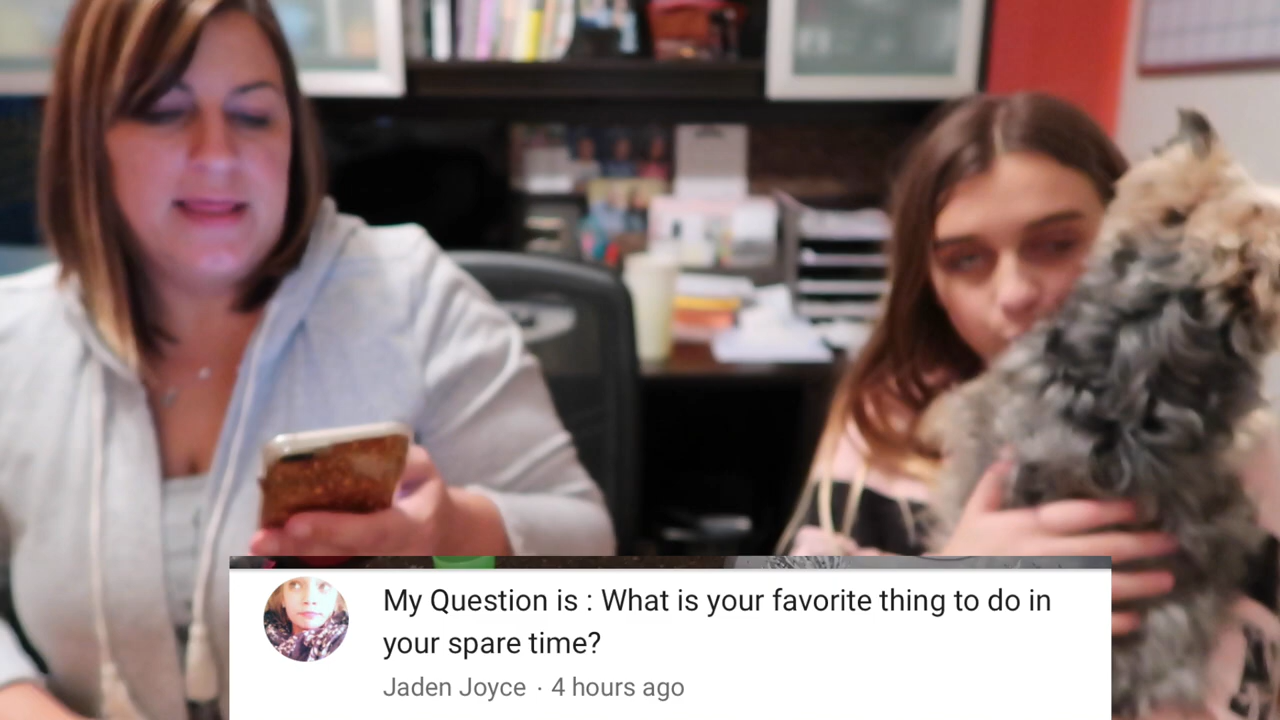 My Question is : What is your favorite thing to do in
your spare time?
Jaden Joyce · 4 hours ago